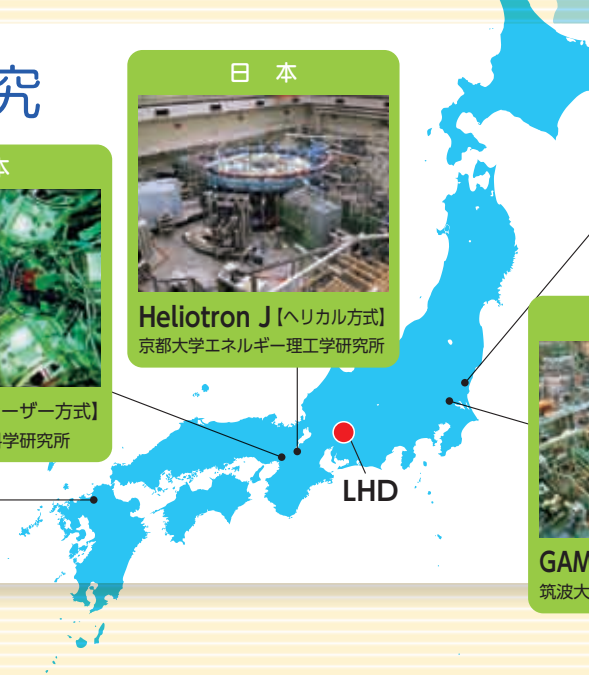 究
日 本
本
Heliotron J【ヘリカル方式】
京都大学エネルギー理工学研究所
ーザー方式】
学研究所
LHD
GAM
筑波大